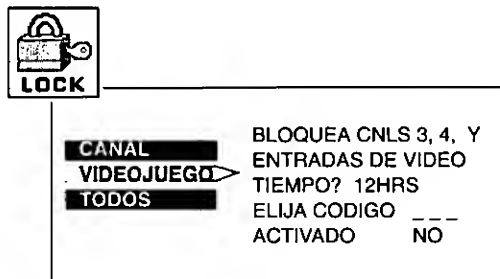 LOCK
CANAL
VIDEOJUEGO
TODOS
BLOQUEA CNLS 3, 4, Y
ENTRADAS DE VIDEO
TIEMPO? 12HRS
ELIJA CODIGO _ _ _
ACTIVADO NO